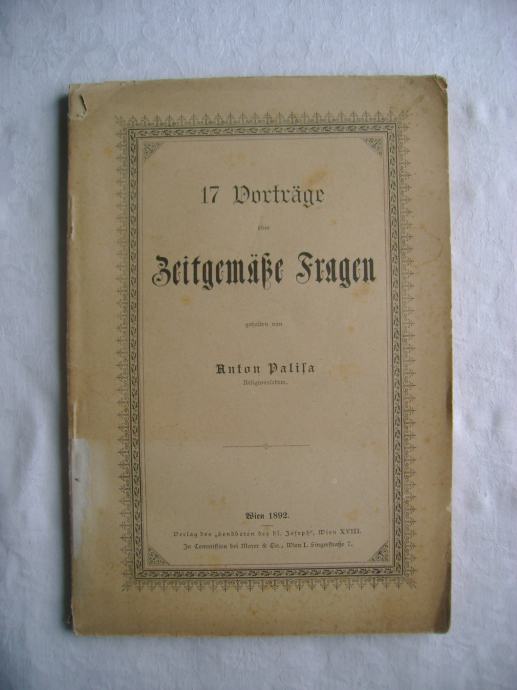 17 Vorträge
über
Zeitgemäße Fragen
gehalten von
Anton Paliſa
Religionslehrer.
Wien 1892.
Verlag des „Sendboten des hl. Joſeph“, Wien XVIII.
In Commiſſion bei Mayer & Co., Wien I. Singerſtraße 7.